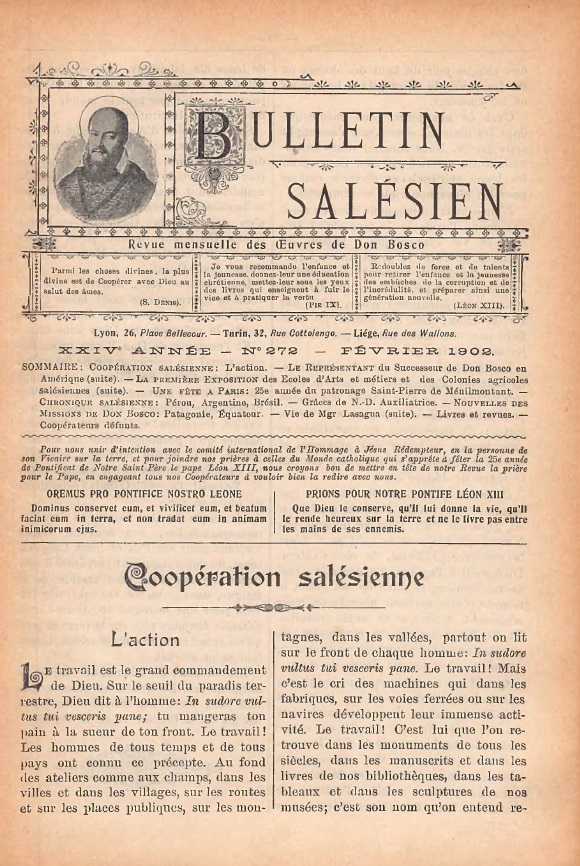 BULLETIN
SALÉSIEN
Revue mensuelle des Œuvres de Don Bosco
Parmi les choses divines, la plus
divine est de Coopérer avec Dieu au
salut des âmes.
(S. DENIS).
Je vous recommande l'enfance et
la jeunesse, donnez-leur une éducation
chrétienne, mettez-leur sous les yeux
des livres qui enseignent à fuir le
vice et à pratiquer la vertu
(PIE IX).
Redoublez de force et de talents
pour retirer l'enfance et la jeunesse
des embûches de la corruption et de
l'incrédulité, et préparer ainsi une
génération nouvelle.
(LÉON XIII).
Lyon, 26, Place Bellecour. — Turin, 32, Rue Cottolengo. — Liége, Rue des Wallons.
XXIVe ANNÉE — N° 272 — FÉVRIER 1902.
SOMMAIRE: COOPÉRATION SALÉSIENNE: L'action. — LE REPRÉSENTANT du Successeur de Don Bosco en
Amérique (suite). — LA PREMIÈRE EXPOSITION des Ecoles d'Arts et métiers et des Colonies agricoles
salésiennes (suite). — UNE FÊTE A PARIS: 25e année du patronage Saint-Pierre de Ménilmontant. —
CHRONIQUE SALÉSIENNE: Pérou, Argentine, Brésil. — Grâces de N.-D. Auxiliatrice. — NOUVELLES DES
MISSIONS DE DON BOSCO: Patagonie, Équateur. — Vie de Mgr Lasagna (suite). — Livres et revues. —
Coopérateurs défunts.
Pour nous unir d'intention avec le comité international de l'Hommage à Jésus Rédempteur, en la personne de
son Vicaire sur la terre, et pour joindre nos prières à celles du Monde catholique qui s'apprête à fêter la 25e année
de Pontificat de Notre Saint Père le pape Léon XIII, nous croyons bon de mettre en tête de notre Revue la prière
pour le Pape, en engageant tous nos Coopérateurs à vouloir bien la redire avec nous.
OREMUS PRO PONTIFICE NOSTRO LEONE
Dominus conservet eum, et vivificet eum, et beatum
faciat eum in terra, et non tradat eum in animam
inimicorum ejus.
PRIONS POUR NOTRE PONTIFE LÉON XIII
Que Dieu le conserve, qu'il lui donne la vie, qu'il
le rende heureux sur la terre et ne le livre pas entre
les mains de ses ennemis.
Coopération salésienne
L'action
LE travail est le grand commandement
de Dieu. Sur le seuil du paradis ter-
restre, Dieu dit à l'homme: In sudore vul-
tus tui vesceris pane; tu mangeras ton
pain à la sueur de ton front. Le travail!
Les hommes de tous temps et de tous
pays ont connu ce précepte. Au fond
des ateliers comme aux champs, dans les
villes et dans les villages, sur les routes
et sur les places publiques, sur les mon-
tagnes, dans les vallées, partout on lit
sur le front de chaque homme: In sudore
vultus tui vesceris pane. Le travail! Mais
c'est le cri des machines qui dans les
fabriques, sur les voies ferrées ou sur les
navires développent leur immense acti-
vité. Le travail! C'est lui que l'on re-
trouve dans les monuments de tous les
siècles, dans les manuscrits et dans les
livres de nos bibliothèques, dans les ta-
bleaux et dans les sculptures de nos
musées; c'est son nom qu'on entend re-